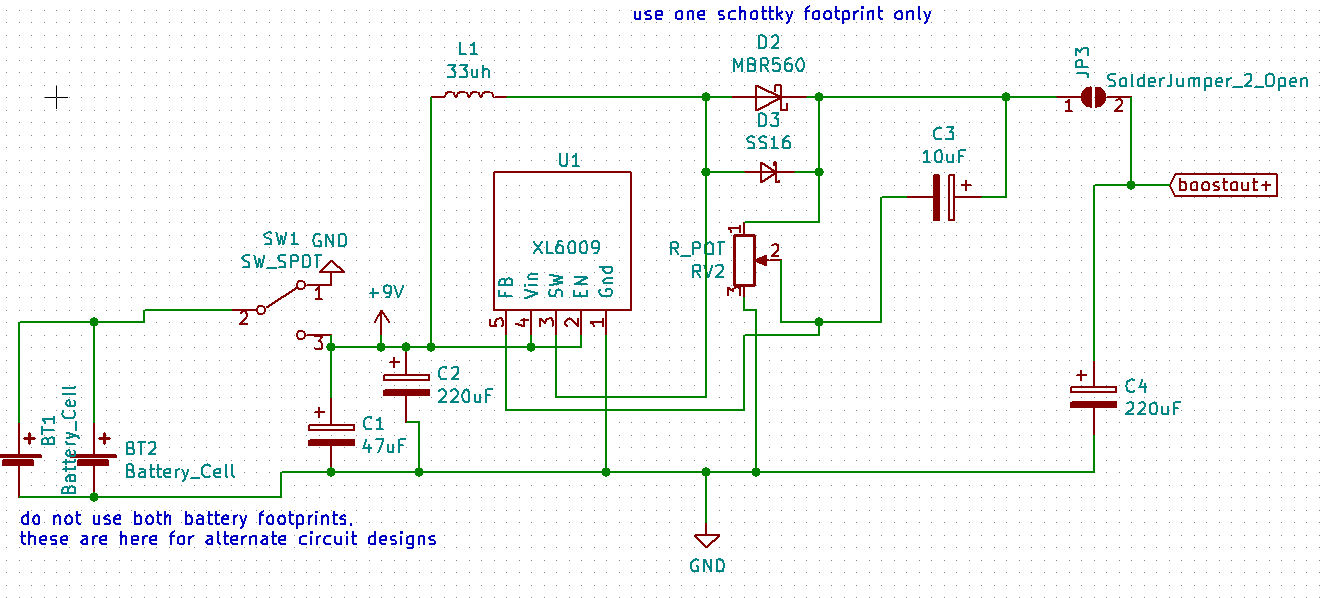 use one schottky footprint only
D2
MBR560
L1
33uh
JP3
SolderJumper_2_Open
1
2
D3
SS16
C3
10uF
+
U1
boostout+
XL6009
FB
Vin
SW
EN
Gnd
5
4
3
2
1
R_POT
RV2
1
2
3
SW1
GND
SW_SPDT
1
2
3
+9V
+
C2
220uF
+
C1
47uF
+
C4
220uF
+
BT1
Battery_Cell
+
BT2
Battery_Cell
do not use both battery footprints.
these are here for alternate circuit designs
GND